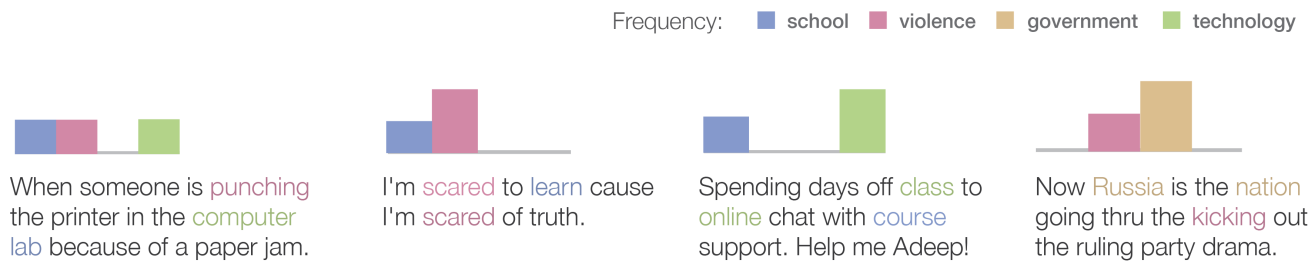 Frequency: school violence government technology
When someone is punching
the printer in the computer
lab because of a paper jam.
I'm scared to learn cause
I'm scared of truth.
Spending days off class to
online chat with course
support. Help me Adeep!
Now Russia is the nation
going thru the kicking out
the ruling party drama.